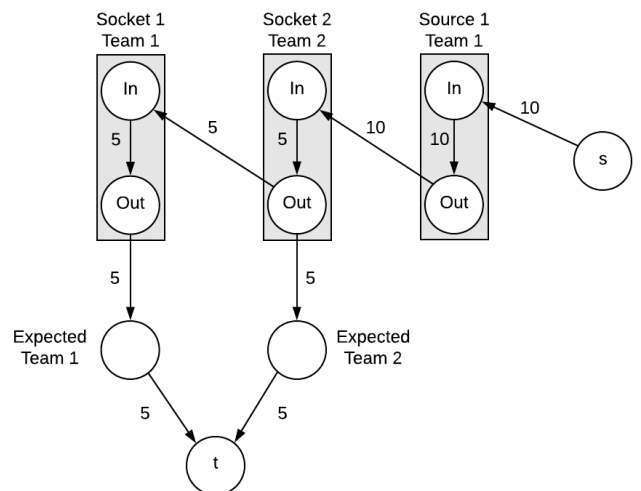 Socket 1
Team 1
Socket 2
Team 2
Source 1
Team 1
In
In
In
10
5
5
5
10
10
s
Out
Out
Out
5
5
Expected
Team 1
Expected
Team 2
5
5
t